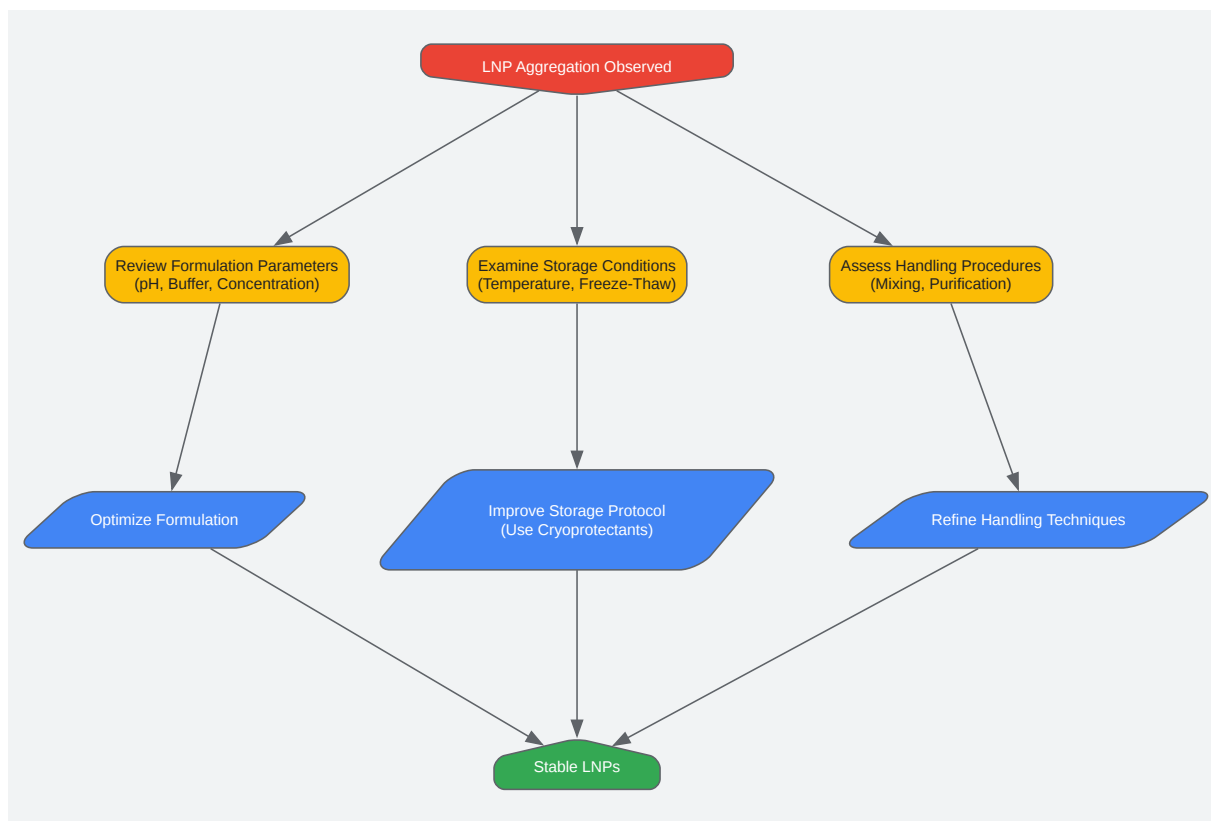 LNP Aggregation Observed
Review Formulation Parameters
(pH, Buffer, Concentration)
Examine Storage Conditions
(Temperature, Freeze-Thaw)
Assess Handling Procedures
(Mixing, Purification)
Optimize Formulation
Improve Storage Protocol
(Use Cryoprotectants)
Refine Handling Techniques
Stable LNPs